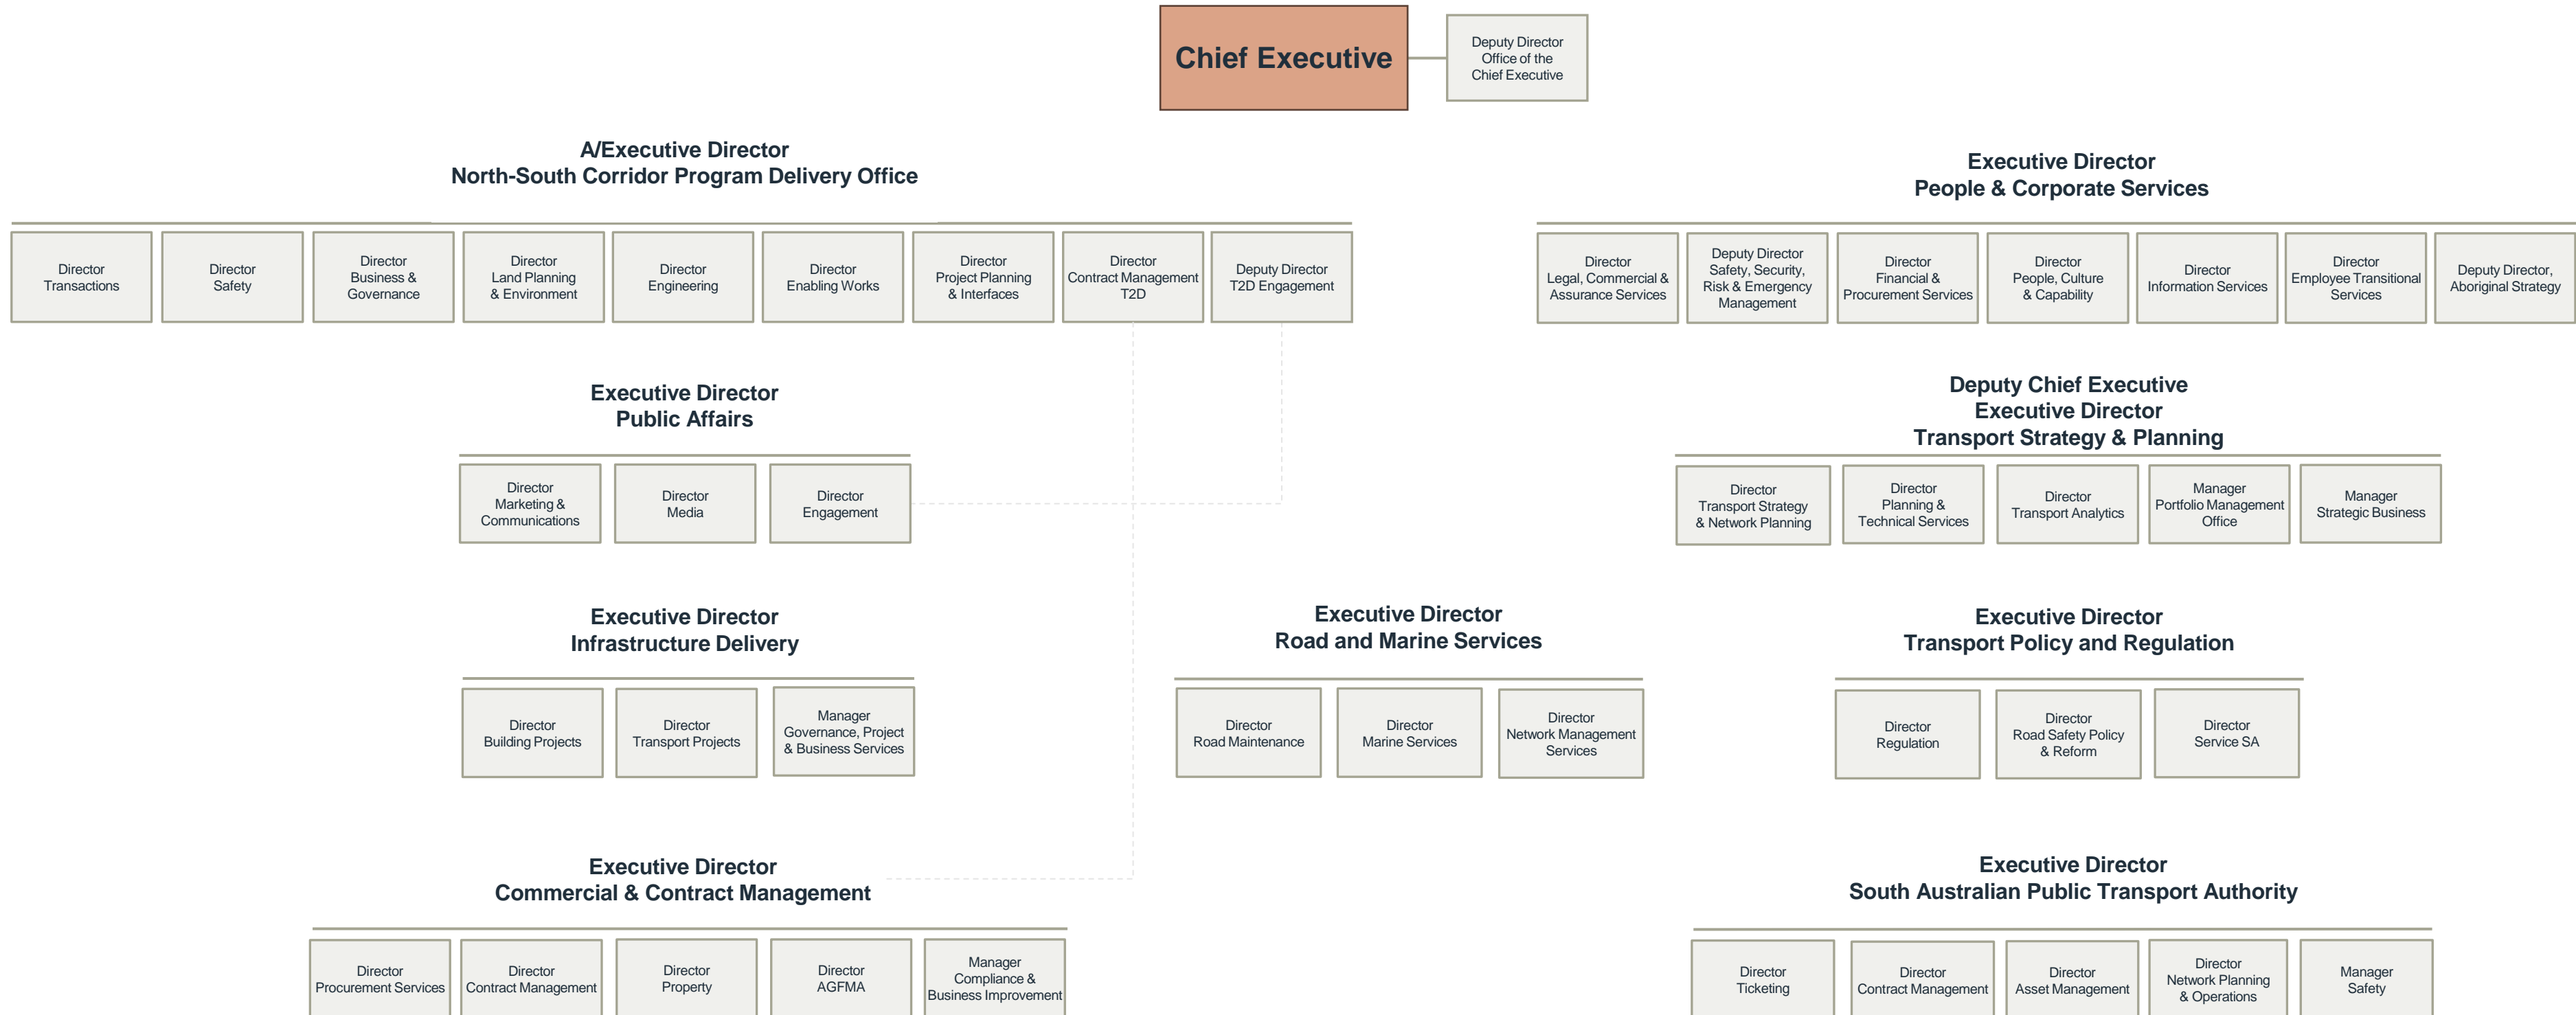 Chief Executive
Deputy Director
Office of the
Chief Executive
A/Executive Director
North-South Corridor Program Delivery Office
Director
Transactions
Director
Safety
Director
Business &
Governance
Director
Land Planning
& Environment
Director
Engineering
Director
Enabling Works
Director
Project Planning
& Interfaces
Director
Contract Management
T2D
Deputy Director
T2D Engagement
Executive Director
People & Corporate Services
Director
Legal, Commercial &
Assurance Services
Deputy Director
Safety, Security,
Risk & Emergency
Management
Director
Financial &
Procurement Services
Director
People, Culture
& Capability
Director
Information Services
Director
Employee Transitional
Services
Deputy Director,
Aboriginal Strategy
Executive Director
Public Affairs
Director
Marketing &
Communications
Director
Media
Director
Engagement
Deputy Chief Executive
Executive Director
Transport Strategy & Planning
Director
Transport Strategy
& Network Planning
Director
Planning &
Technical Services
Director
Transport Analytics
Manager
Portfolio Management
Office
Manager
Strategic Business
Executive Director
Infrastructure Delivery
Director
Building Projects
Director
Transport Projects
Manager
Governance, Project
& Business Services
Executive Director
Road and Marine Services
Director
Road Maintenance
Director
Marine Services
Director
Network Management
Services
Executive Director
Transport Policy and Regulation
Director
Regulation
Director
Road Safety Policy
& Reform
Director
Service SA
Executive Director
Commercial & Contract Management
Director
Procurement Services
Director
Contract Management
Director
Property
Director
AGFMA
Manager
Compliance &
Business Improvement
Executive Director
South Australian Public Transport Authority
Director
Ticketing
Director
Contract Management
Director
Asset Management
Director
Network Planning
& Operations
Manager
Safety